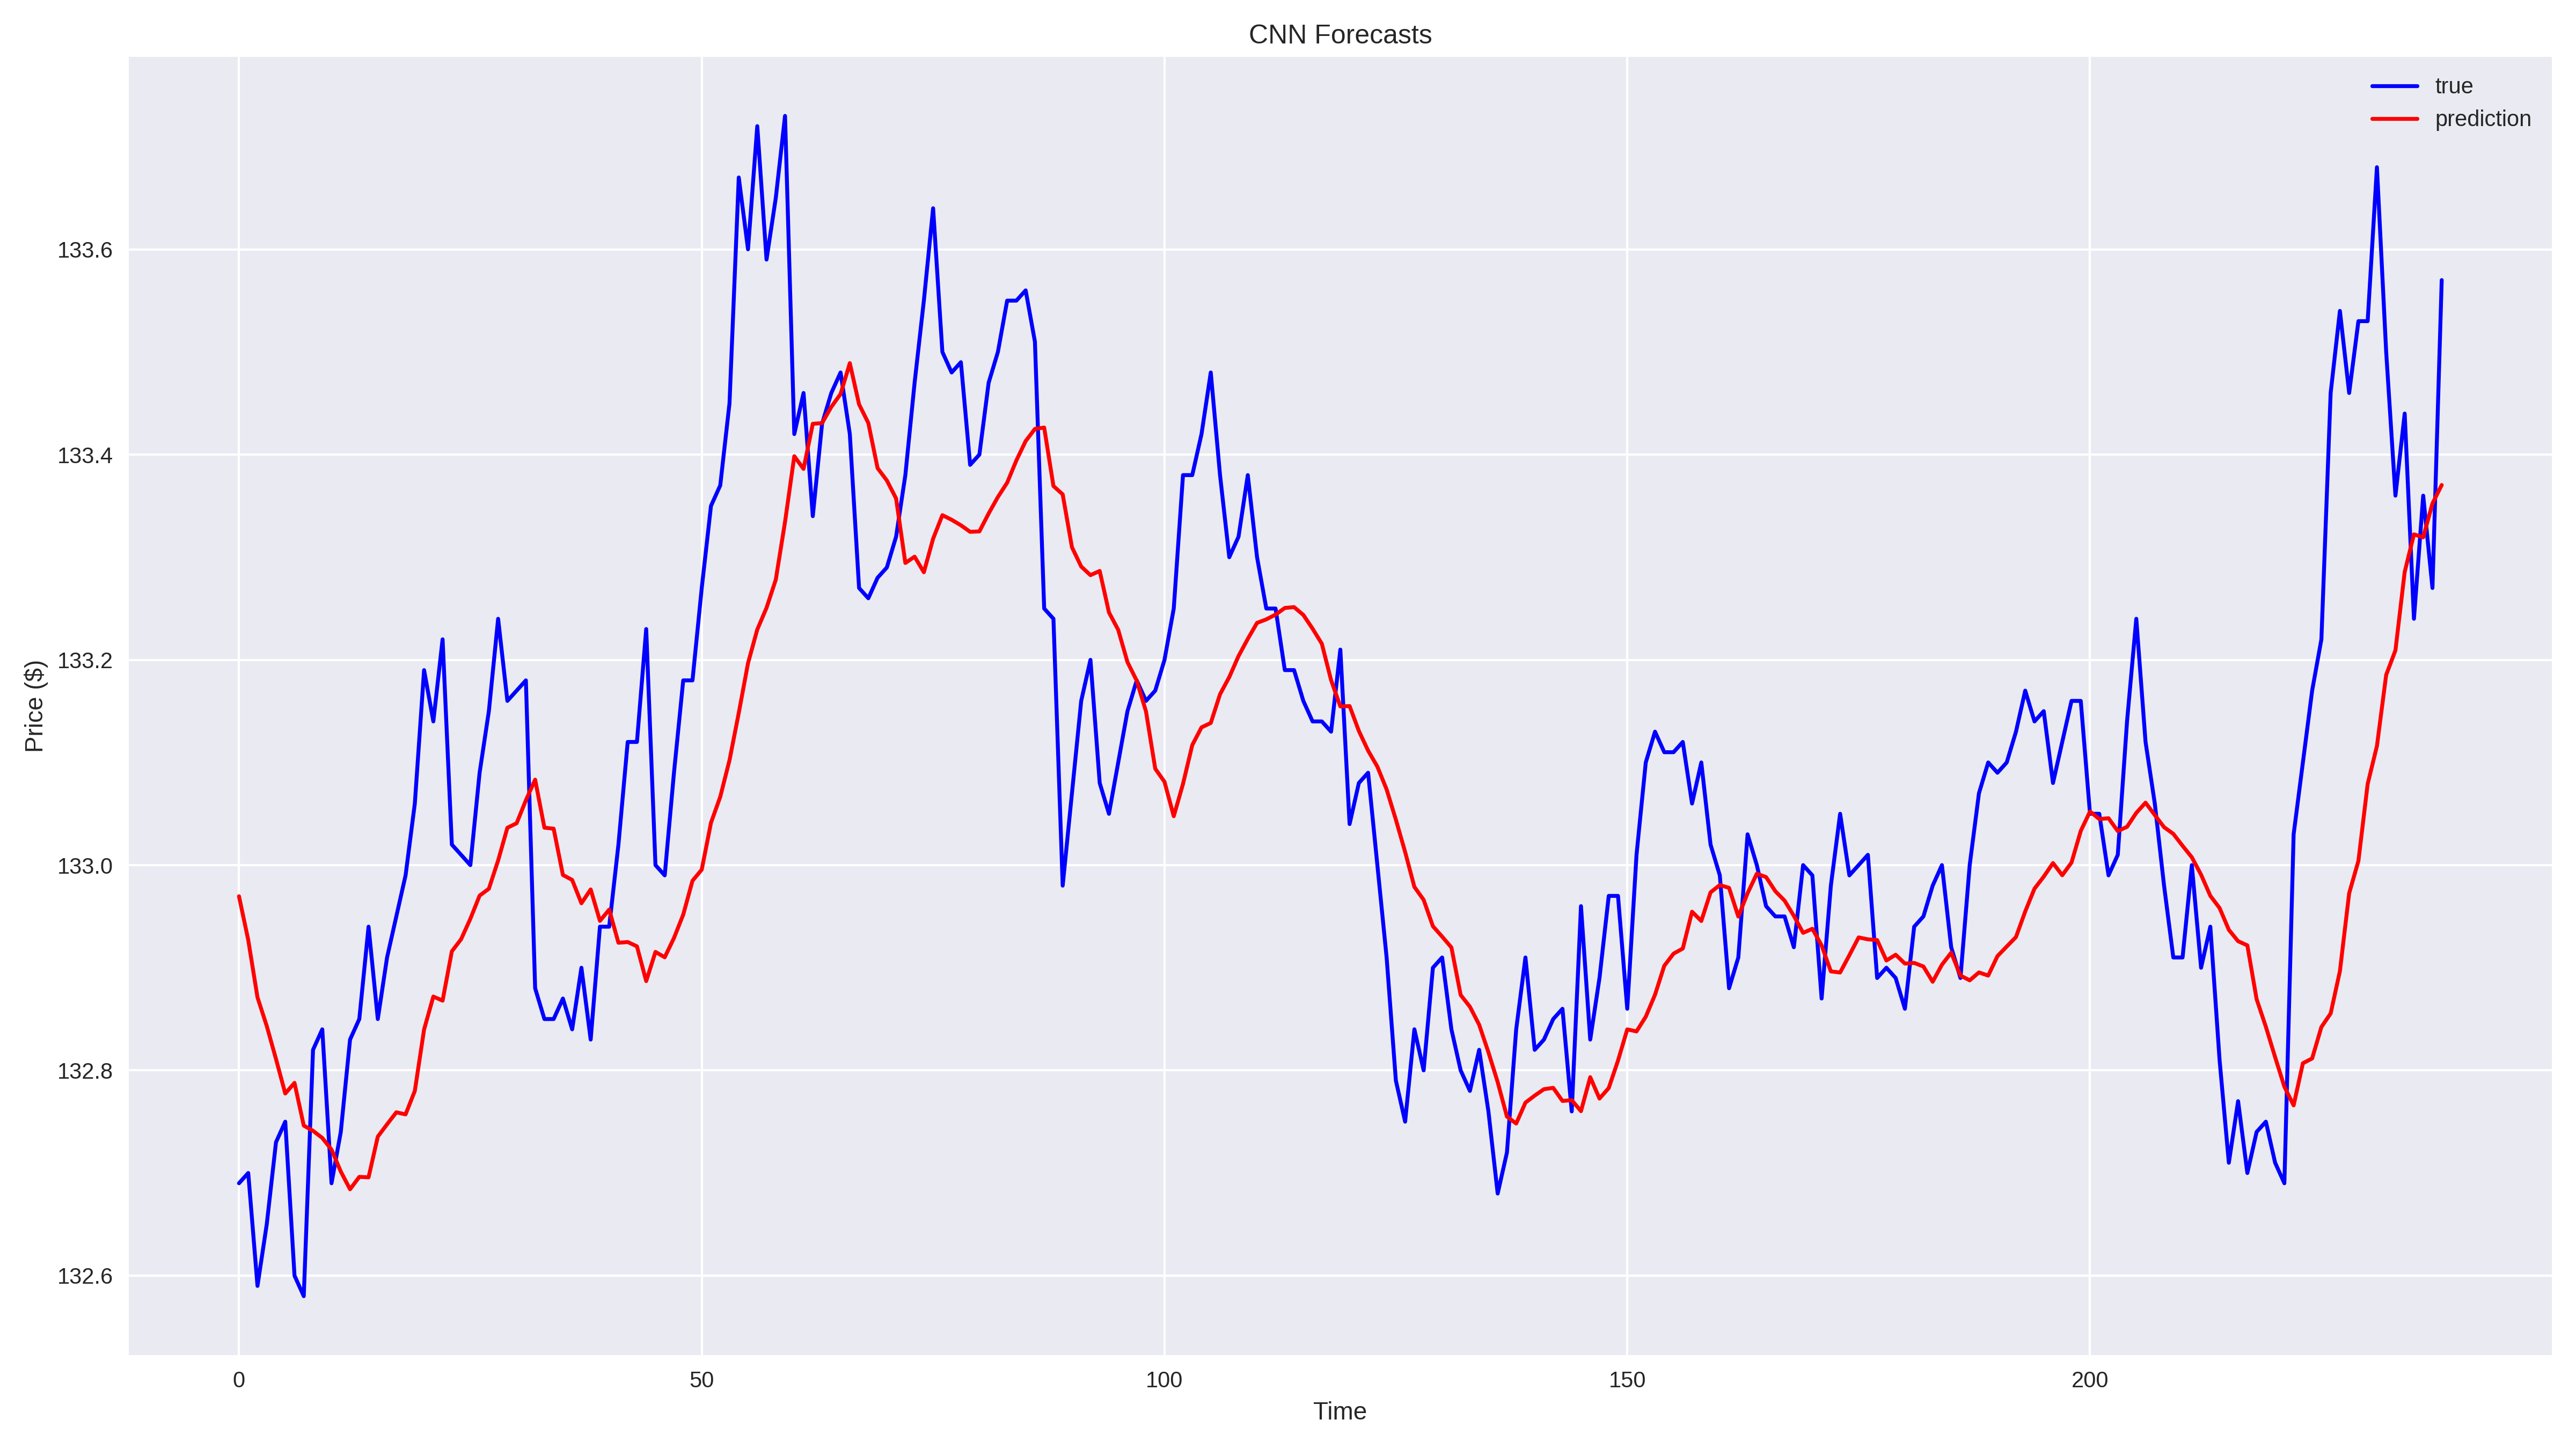 CNN Forecasts
true
prediction
Price ($)
133.6
133.4
133.2
133.0
132.8
132.6
0 50 100 150 200
Time